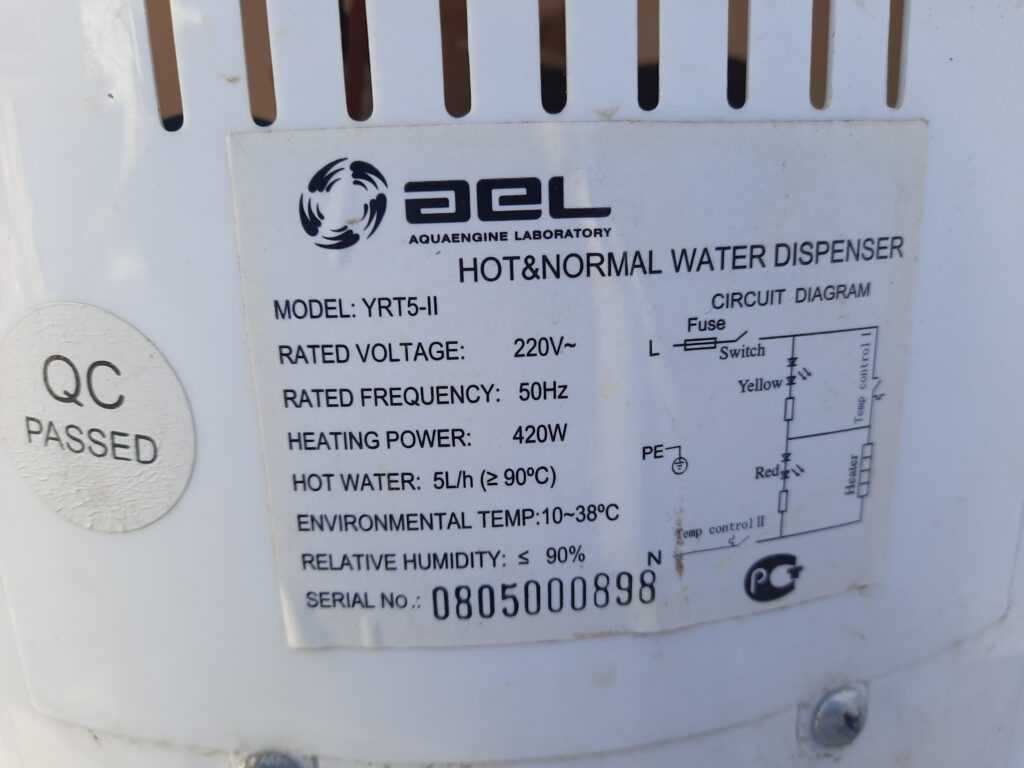 ael
AQUAENGINE LABORATORY
HOT&NORMAL WATER DISPENSER
MODEL: YRT5-II
RATED VOLTAGE: 220V~
RATED FREQUENCY: 50Hz
HEATING POWER: 420W
HOT WATER: 5L/h (≥ 90ºC)
ENVIRONMENTAL TEMP:10~38ºC
RELATIVE HUMIDITY: ≤ 90%
SERIAL No.: 0805000898
CIRCUIT DIAGRAM
Fuse
L
Switch
Yellow
Temp control I
PE
Red
Heater
Temp control II
N
PCT
QC
PASSED